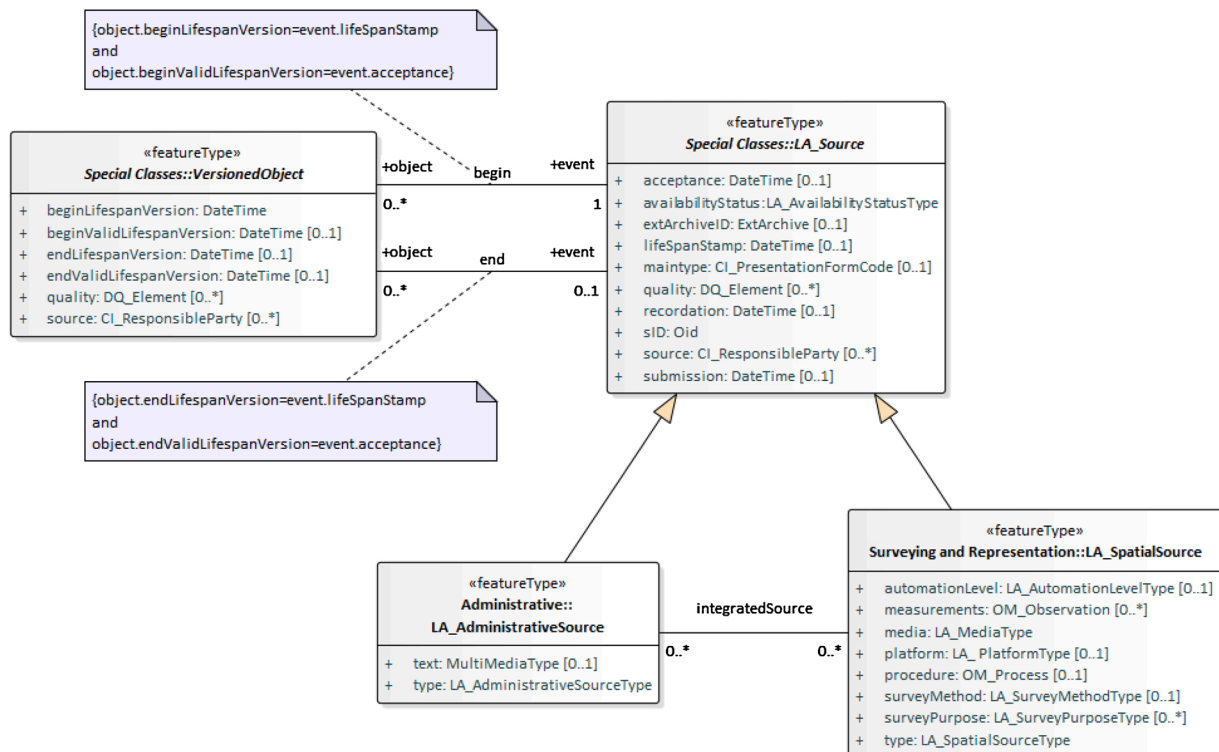 {object.beginLifespanVersion=event.lifeSpanStamp
and
object.beginValidLifespanVersion=event.acceptance}
«featureType»
Special Classes::VersionedObject
+ beginLifespanVersion: DateTime
+ beginValidLifespanVersion: DateTime [0..1]
+ endLifespanVersion: DateTime [0..1]
+ endValidLifespanVersion: DateTime [0..1]
+ quality: DQ_Element [0..*]
+ source: CI_ResponsibleParty [0..*]
+object begin +event
0..* 1
+object end +event
0..* 0..1
«featureType»
Special Classes::LA_Source
+ acceptance: DateTime [0..1]
+ availabilityStatus:LA_AvailabilityStatusType
+ extArchiveID: ExtArchive [0..1]
+ lifeSpanStamp: DateTime [0..1]
+ maintype: CI_PresentationFormCode [0..1]
+ quality: DQ_Element [0..*]
+ recordation: DateTime [0..1]
+ sID: Oid
+ source: CI_ResponsibleParty [0..*]
+ submission: DateTime [0..1]
{object.endLifespanVersion=event.lifeSpanStamp
and
object.endValidLifespanVersion=event.acceptance}
«featureType»
Administrative::
LA_AdministrativeSource
+ text: MultiMediaType [0..1]
+ type: LA_AdministrativeSourceType
integratedSource
0..* 0..*
«featureType»
Surveying and Representation::LA_SpatialSource
+ automationLevel: LA_AutomationLevelType [0..1]
+ measurements: OM_Observation [0..*]
+ media: LA_MediaType
+ platform: LA_ PlatformType [0..1]
+ procedure: OM_Process [0..1]
+ surveyMethod: LA_SurveyMethodType [0..1]
+ surveyPurpose: LA_SurveyPurposeType [0..*]
+ type: LA_SpatialSourceType